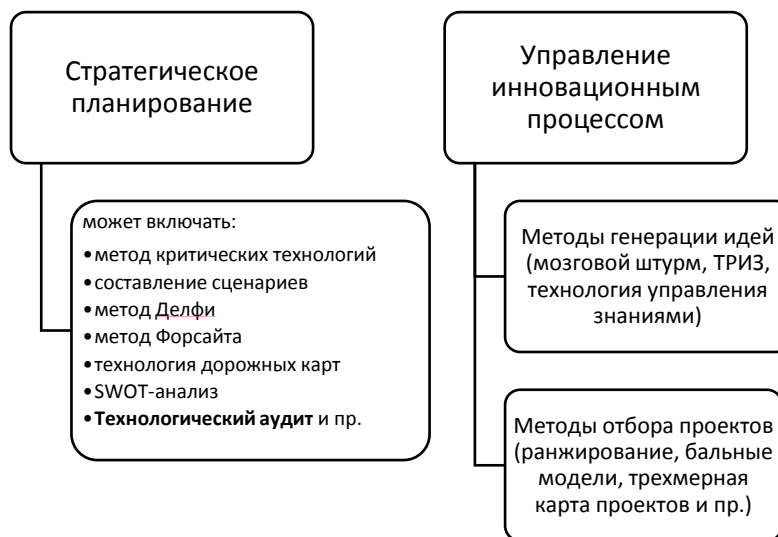 Стратегическое
планирование
может включать:
•метод критических технологий
•составление сценариев
•метод Делфи
•метод Форсайта
•технология дорожных карт
•SWOT-анализ
•Технологический аудит и пр.
Управление
инновационным
процессом
Методы генерации идей
(мозговой штурм, ТРИЗ,
технология управления
знаниями)
Методы отбора проектов
(ранжирование, бальные
модели, трехмерная
карта проектов и пр.)